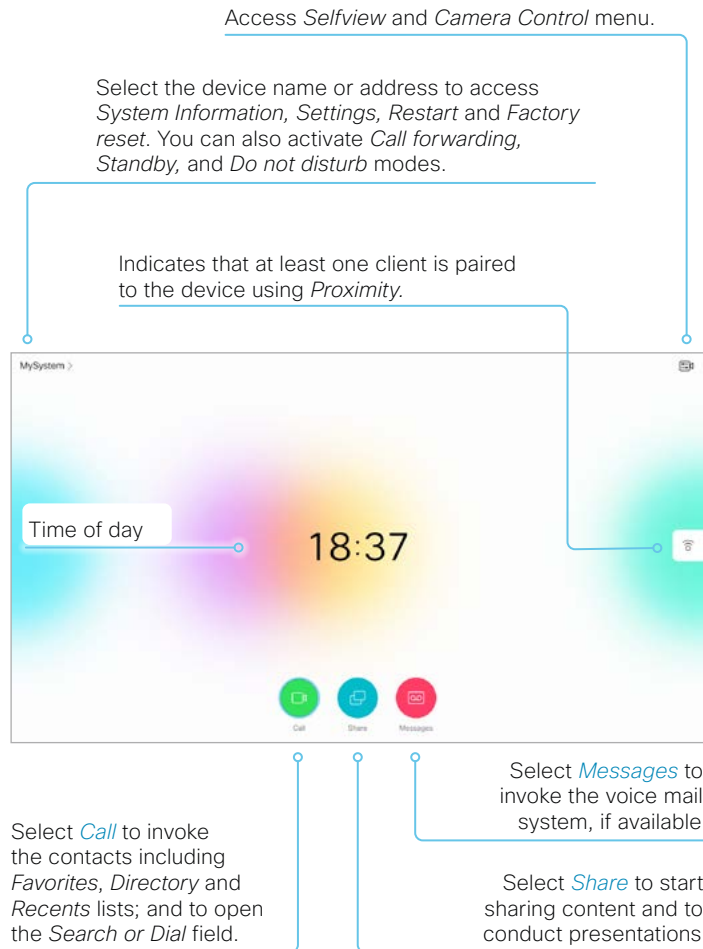 Access Selfview and Camera Control menu.
Select the device name or address to access
System Information, Settings, Restart and Factory
reset. You can also activate Call forwarding,
Standby, and Do not disturb modes.
Indicates that at least one client is paired
to the device using Proximity.
MySystem >
Time of day
18:37
Call
Share
Messages
Select Messages to
invoke the voice mail
system, if available
Select Call to invoke
the contacts including
Favorites, Directory and
Recents lists; and to open
the Search or Dial field.
Select Share to start
sharing content and to
conduct presentations